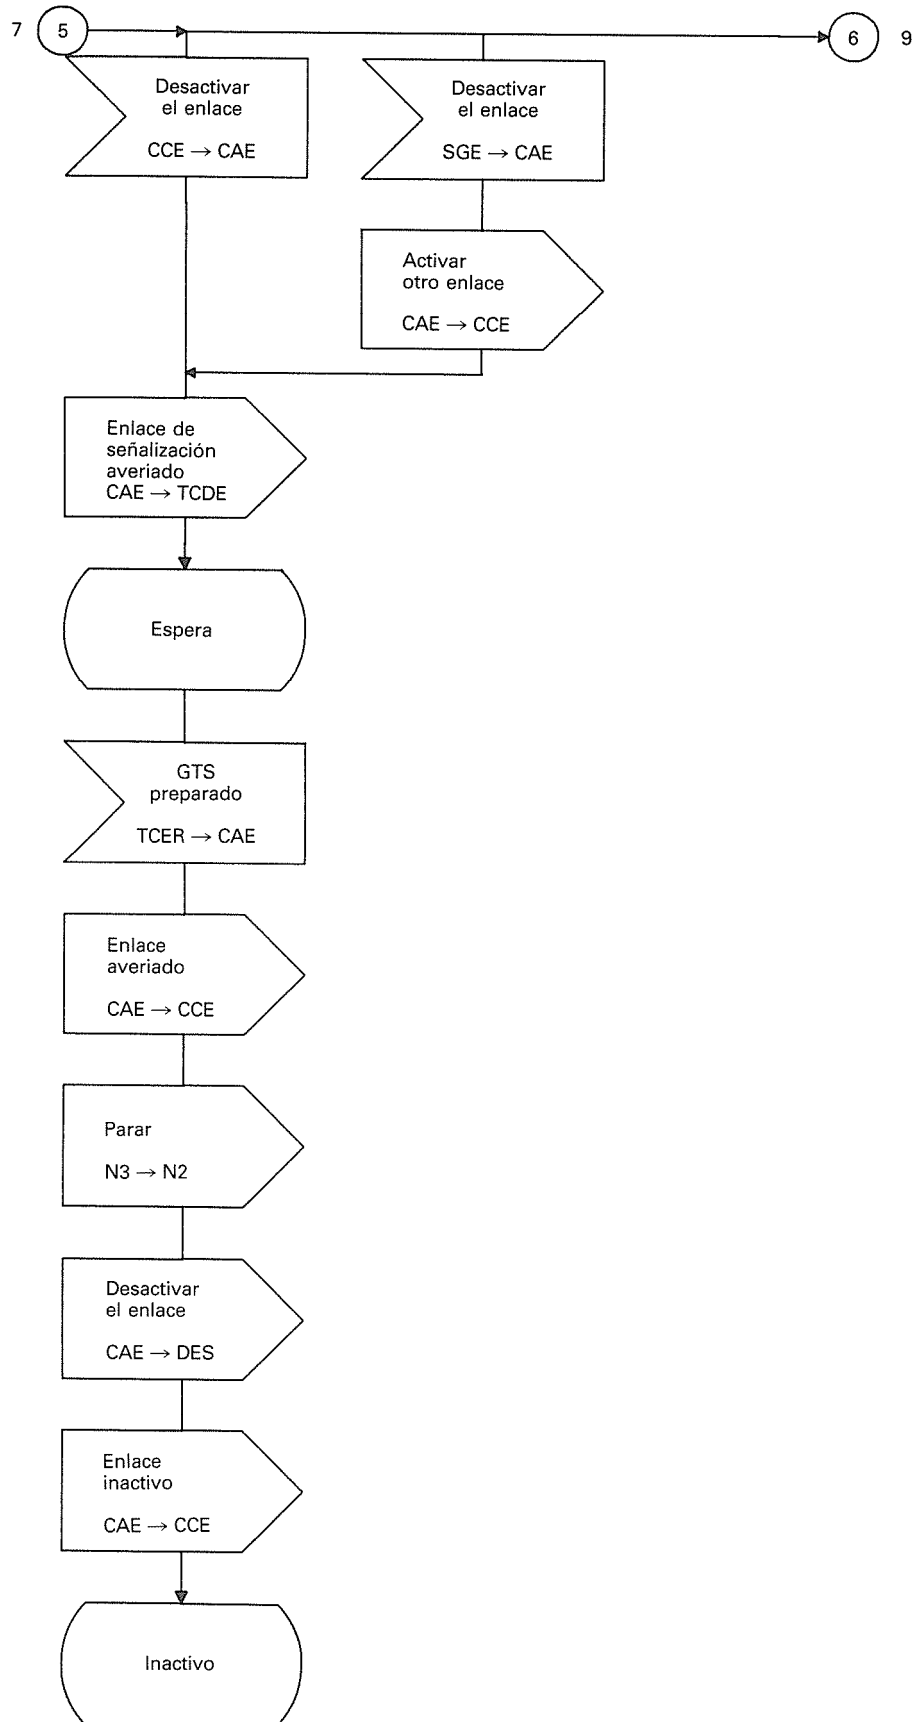 7
5
6
9
Desactivar
el enlace
CCE → CAE
Desactivar
el enlace
SGE → CAE
Activar
otro enlace
CAE → CCE
Enlace de
señalización
averiado
CAE → TCDE
Espera
GTS
preparado
TCER → CAE
Enlace
averiado
CAE → CCE
Parar
N3 → N2
Desactivar
el enlace
CAE → DES
Enlace
inactivo
CAE → CCE
Inactivo